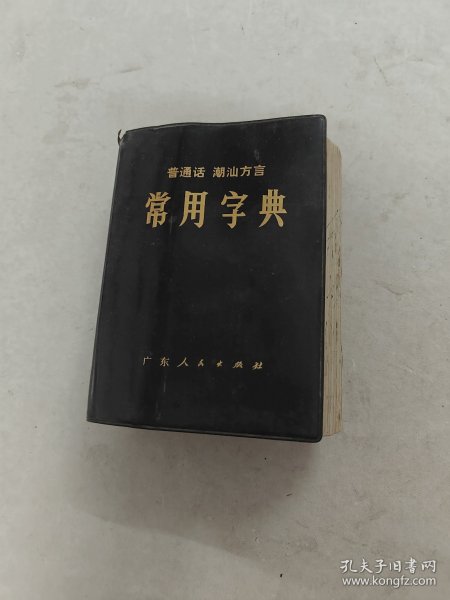 普通话 潮汕方言
常用字典
广东人民出版社
孔夫子旧书网
www.kongfz.com